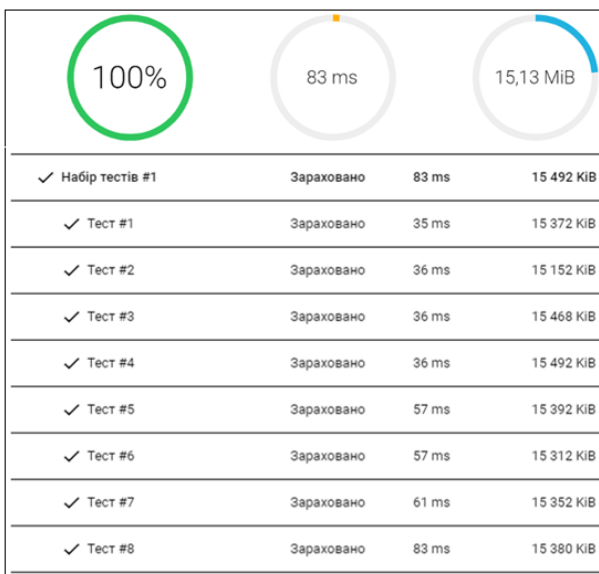 100% 83 ms 15,13 MiB
Набір тестів #1 Зараховано 83 ms 15 492 KiB
Тест #1 Зараховано 35 ms 15 372 KiB
Тест #2 Зараховано 36 ms 15 152 KiB
Тест #3 Зараховано 36 ms 15 468 KiB
Тест #4 Зараховано 36 ms 15 492 KiB
Тест #5 Зараховано 57 ms 15 392 KiB
Тест #6 Зараховано 57 ms 15 312 KiB
Тест #7 Зараховано 61 ms 15 352 KiB
Тест #8 Зараховано 83 ms 15 380 KiB